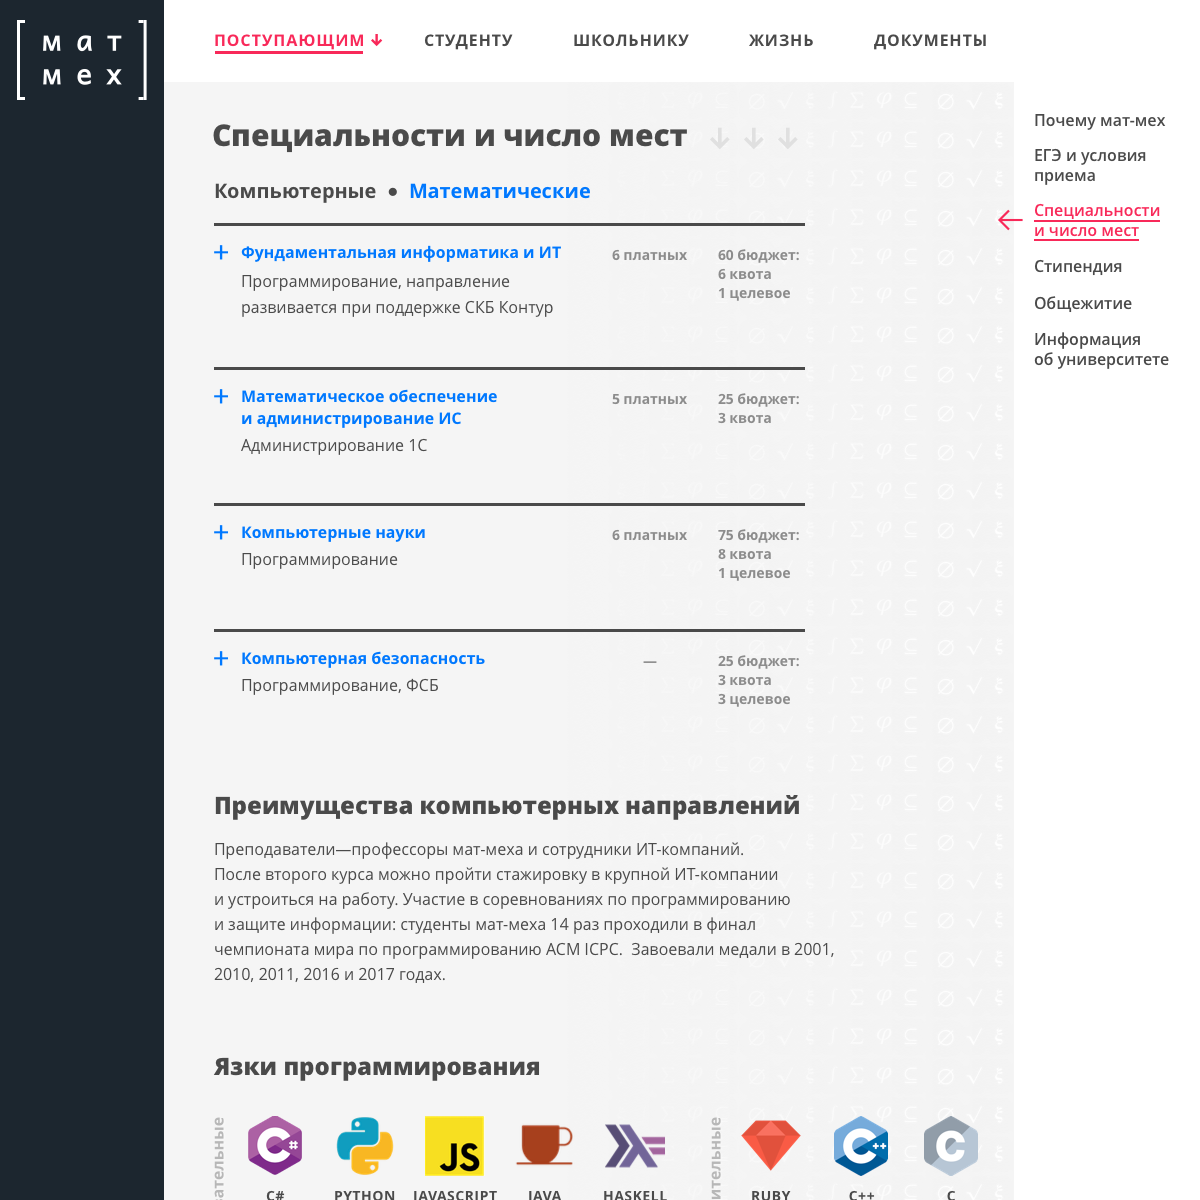 мат
мех
ПОСТУПАЮЩИМ ↓ СТУДЕНТУ ШКОЛЬНИКУ ЖИЗНЬ ДОКУМЕНТЫ
Специальности и число мест ↓ ↓ ↓
Компьютерные • Математические
+ Фундаментальная информатика и ИТ 6 платных 60 бюджет:
6 квота
1 целевое
Программирование, направление
развивается при поддержке СКБ Контур
+ Математическое обеспечение
и администрирование ИС
5 платных 25 бюджет:
3 квота
Администрирование 1С
+ Компьютерные науки 6 платных 75 бюджет:
8 квота
1 целевое
Программирование
+ Компьютерная безопасность — 25 бюджет:
3 квота
3 целевое
Программирование, ФСБ
Преимущества компьютерных направлений
Преподаватели—профессоры мат-меха и сотрудники ИТ-компаний.
После второго курса можно пройти стажировку в крупной ИТ-компании
и устроиться на работу. Участие в соревнованиях по программированию
и защите информации: студенты мат-меха 14 раз проходили в финал
чемпионата мира по программированию ACM ICPC.  Завоевали медали в 2001,
2010, 2011, 2016 и 2017 годах.
Язки программирования
C#
JS
C++
C
C# PYTHON JAVASCRIPT JAVA HASKELL RUBY C++ C
Почему мат-мех
ЕГЭ и условия
приема
← Специальности
и число мест
Стипендия
Общежитие
Информация
об университете